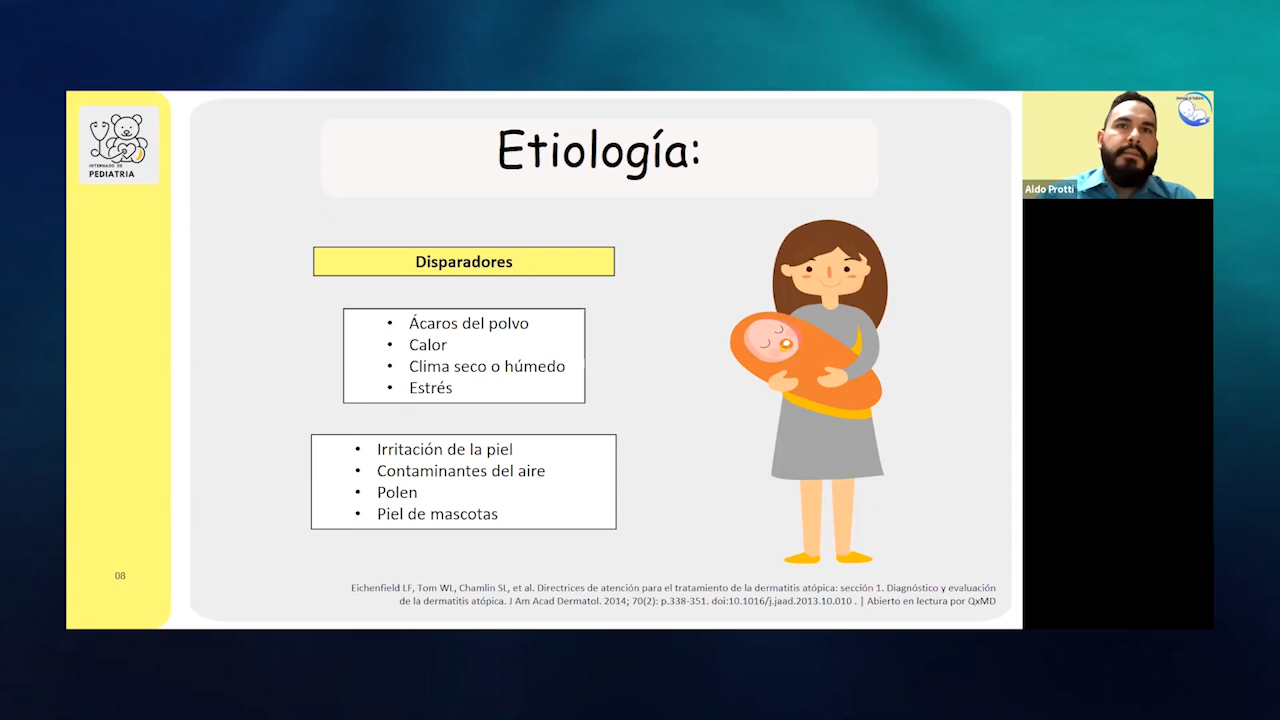 INTERNADO DE
PEDIATRIA
Etiología:
Disparadores
• Ácaros del polvo
• Calor
• Clima seco o húmedo
• Estrés
• Irritación de la piel
• Contaminantes del aire
• Polen
• Piel de mascotas
08
Eichenfield LF, Tom WL, Chamlin SL, et al. Directrices de atención para el tratamiento de la dermatitis atópica: sección 1. Diagnóstico y evaluación
de la dermatitis atópica. J Am Acad Dermatol. 2014; 70(2): p.338-351. doi:10.1016/j.jaad.2013.10.010 . | Abierto en lectura por QxMD
Aldo Protti